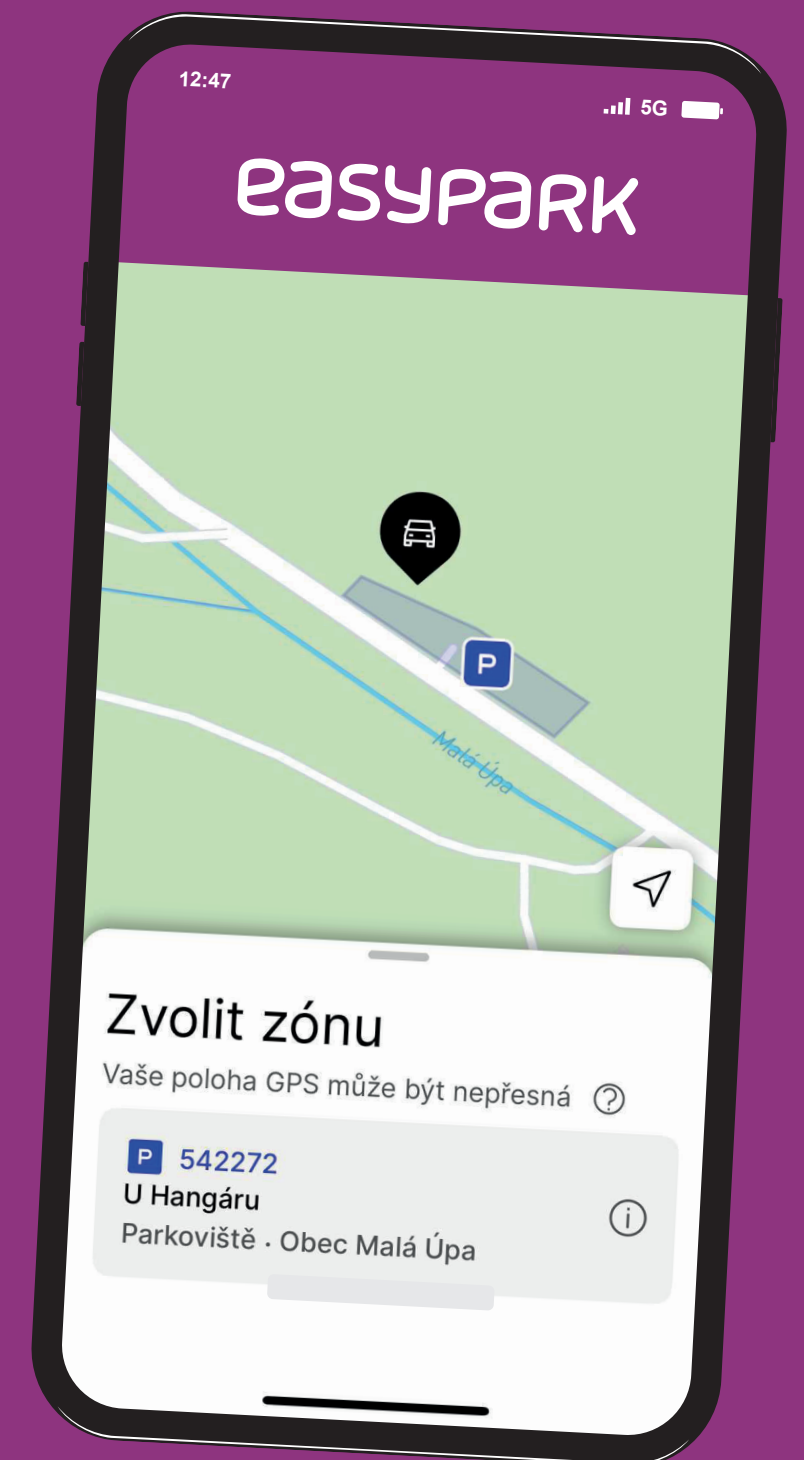 12:47
5G
easypark
P
Malá Úpa
Zvolit zónu
Vaše poloha GPS může být nepřesná ?
P 542272
U Hangáru
i
Parkoviště · Obec Malá Úpa